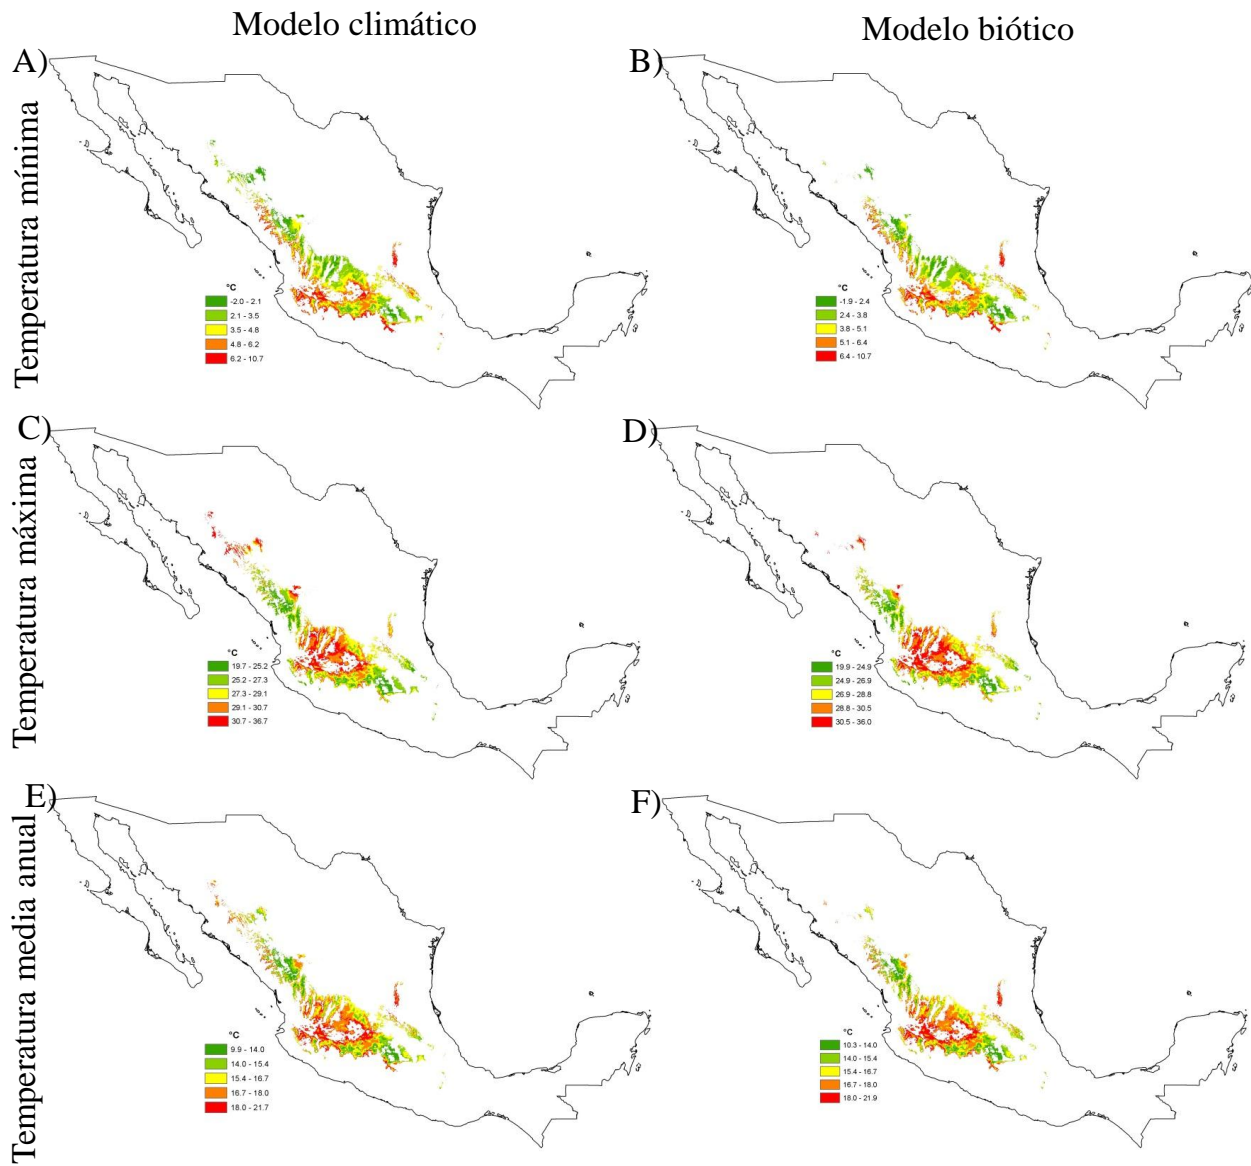 Modelo climático
Modelo biótico
Temperatura mínima
A)
°C
-2.0 - 2.1
2.1 - 3.5
3.5 - 4.8
4.8 - 6.2
6.2 - 10.7
B)
°C
-1.9 - 2.4
2.4 - 3.8
3.8 - 5.1
5.1 - 6.4
6.4 - 10.7
Temperatura máxima
C)
°C
19.7 - 25.2
25.2 - 27.3
27.3 - 29.1
29.1 - 30.7
30.7 - 36.7
D)
°C
19.9 - 24.9
24.9 - 26.9
26.9 - 28.8
28.8 - 30.5
30.5 - 36.0
Temperatura media anual
E)
°C
9.9 - 14.0
14.0 - 15.4
15.4 - 16.7
16.7 - 18.0
18.0 - 21.7
F)
°C
10.3 - 14.0
14.0 - 15.4
15.4 - 16.7
16.7 - 18.0
18.0 - 21.9